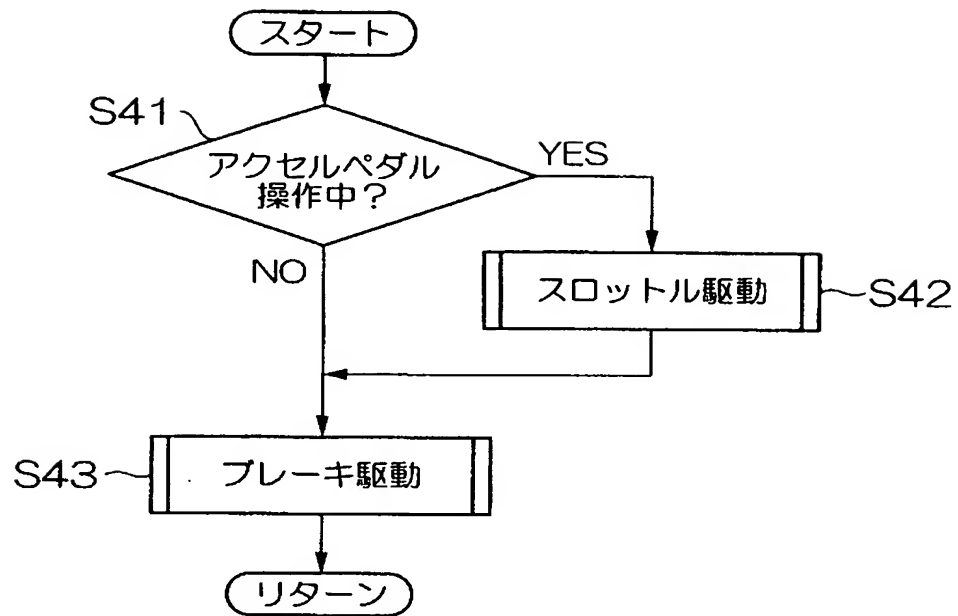 スタート
S41
アクセルペダル
操作中？
YES
NO
スロットル駆動
S42
S43
ブレーキ駆動
リターン